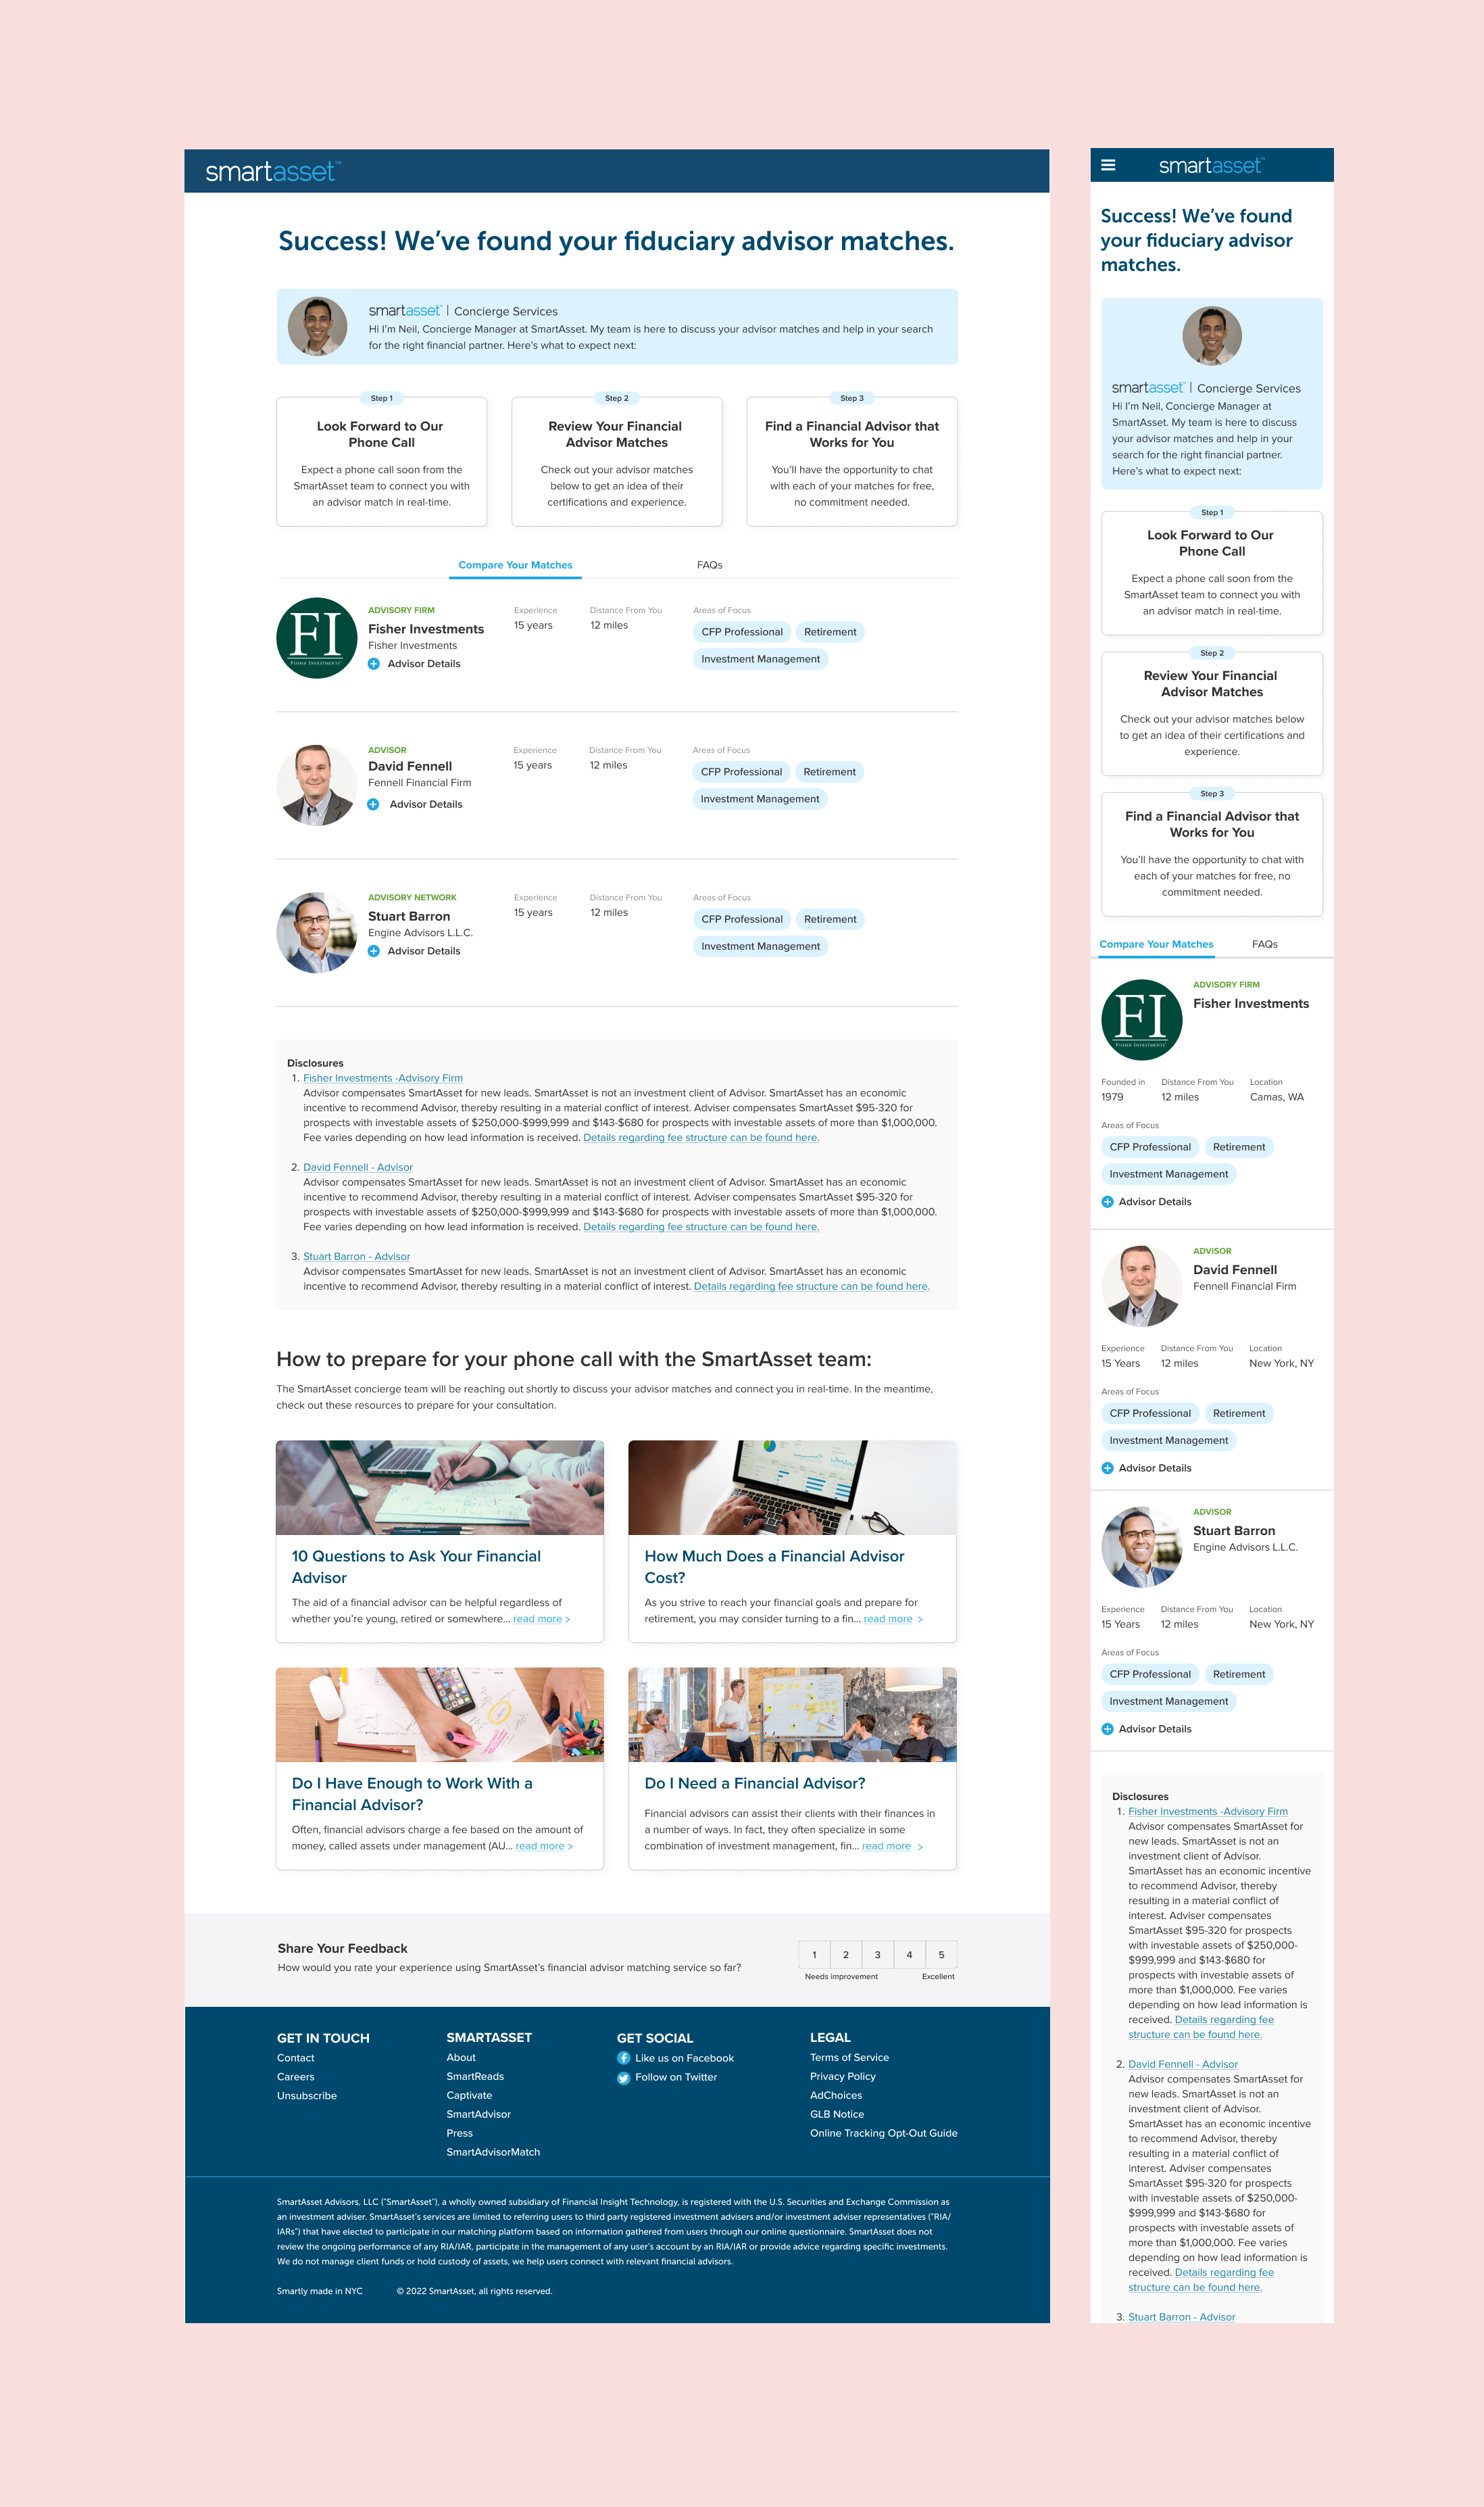 smartasset™
Success! We’ve found your fiduciary advisor matches.
smartasset™ | Concierge Services
Hi I’m Neil, Concierge Manager at SmartAsset. My team is here to discuss your advisor matches and help in your search
for the right financial partner. Here’s what to expect next:
Step 1
Look Forward to Our
Phone Call
Expect a phone call soon from the
SmartAsset team to connect you with
an advisor match in real-time.
Step 2
Review Your Financial
Advisor Matches
Check out your advisor matches
below to get an idea of their
certifications and experience.
Step 3
Find a Financial Advisor that
Works for You
You’ll have the opportunity to chat
with each of your matches for free,
no commitment needed.
Compare Your Matches
FAQs
FI
FISHER INVESTMENTS
ADVISORY FIRM
Fisher Investments
Fisher Investments
Advisor Details
Experience
15 years
Distance From You
12 miles
Areas of Focus
CFP Professional
Retirement
Investment Management
ADVISOR
David Fennell
Fennell Financial Firm
Advisor Details
Experience
15 years
Distance From You
12 miles
Areas of Focus
CFP Professional
Retirement
Investment Management
ADVISORY NETWORK
Stuart Barron
Engine Advisors L.L.C.
Advisor Details
Experience
15 years
Distance From You
12 miles
Areas of Focus
CFP Professional
Retirement
Investment Management
Disclosures
1. Fisher Investments -Advisory Firm
Advisor compensates SmartAsset for new leads. SmartAsset is not an investment client of Advisor. SmartAsset has an economic
incentive to recommend Advisor, thereby resulting in a material conflict of interest. Adviser compensates SmartAsset $95-320 for
prospects with investable assets of $250,000-$999,999 and $143-$680 for prospects with investable assets of more than $1,000,000.
Fee varies depending on how lead information is received. Details regarding fee structure can be found here.
2. David Fennell - Advisor
Advisor compensates SmartAsset for new leads. SmartAsset is not an investment client of Advisor. SmartAsset has an economic
incentive to recommend Advisor, thereby resulting in a material conflict of interest. Adviser compensates SmartAsset $95-320 for
prospects with investable assets of $250,000-$999,999 and $143-$680 for prospects with investable assets of more than $1,000,000.
Fee varies depending on how lead information is received. Details regarding fee structure can be found here.
3. Stuart Barron - Advisor
Advisor compensates SmartAsset for new leads. SmartAsset is not an investment client of Advisor. SmartAsset has an economic
incentive to recommend Advisor, thereby resulting in a material conflict of interest. Details regarding fee structure can be found here.
How to prepare for your phone call with the SmartAsset team:
The SmartAsset concierge team will be reaching out shortly to discuss your advisor matches and connect you in real-time. In the meantime,
check out these resources to prepare for your consultation.
10 Questions to Ask Your Financial
Advisor
The aid of a financial advisor can be helpful regardless of
whether you’re young, retired or somewhere... read more >
How Much Does a Financial Advisor
Cost?
As you strive to reach your financial goals and prepare for
retirement, you may consider turning to a fin... read more >
Do I Have Enough to Work With a
Financial Advisor?
Often, financial advisors charge a fee based on the amount of
money, called assets under management (AU... read more >
Do I Need a Financial Advisor?
Financial advisors can assist their clients with their finances in
a number of ways. In fact, they often specialize in some
combination of investment management, fin... read more >
Share Your Feedback
How would you rate your experience using SmartAsset’s financial advisor matching service so far?
1 2 3 4 5
Needs improvement Excellent
GET IN TOUCH
Contact
Careers
Unsubscribe
SMARTASSET
About
SmartReads
Captivate
SmartAdvisor
Press
SmartAdvisorMatch
GET SOCIAL
Like us on Facebook
Follow on Twitter
LEGAL
Terms of Service
Privacy Policy
AdChoices
GLB Notice
Online Tracking Opt-Out Guide
SmartAsset Advisors, LLC ("SmartAsset"), a wholly owned subsidiary of Financial Insight Technology, is registered with the U.S. Securities and Exchange Commission as
an investment adviser. SmartAsset’s services are limited to referring users to third party registered investment advisers and/or investment adviser representatives ("RIA/
IARs") that have elected to participate in our matching platform based on information gathered from users through our online questionnaire. SmartAsset does not
review the ongoing performance of any RIA/IAR, participate in the management of any user’s account by an RIA/IAR or provide advice regarding specific investments.
We do not manage client funds or hold custody of assets, we help users connect with relevant financial advisors.
Smartly made in NYC © 2022 SmartAsset, all rights reserved.
smartasset™
Success! We’ve found
your fiduciary advisor
matches.
smartasset™ | Concierge Services
Hi I’m Neil, Concierge Manager at
SmartAsset. My team is here to discuss
your advisor matches and help in your
search for the right financial partner.
Here’s what to expect next:
Step 1
Look Forward to Our
Phone Call
Expect a phone call soon from the
SmartAsset team to connect you with
an advisor match in real-time.
Step 2
Review Your Financial
Advisor Matches
Check out your advisor matches below
to get an idea of their certifications and
experience.
Step 3
Find a Financial Advisor that
Works for You
You’ll have the opportunity to chat with
each of your matches for free, no
commitment needed.
Compare Your Matches
FAQs
FI
FISHER INVESTMENTS
ADVISORY FIRM
Fisher Investments
Founded in
1979
Distance From You
12 miles
Location
Camas, WA
Areas of Focus
CFP Professional
Retirement
Investment Management
Advisor Details
ADVISOR
David Fennell
Fennell Financial Firm
Experience
15 Years
Distance From You
12 miles
Location
New York, NY
Areas of Focus
CFP Professional
Retirement
Investment Management
Advisor Details
ADVISOR
Stuart Barron
Engine Advisors L.L.C.
Experience
15 Years
Distance From You
12 miles
Location
New York, NY
Areas of Focus
CFP Professional
Retirement
Investment Management
Advisor Details
Disclosures
1. Fisher Investments -Advisory Firm
Advisor compensates SmartAsset for
new leads. SmartAsset is not an
investment client of Advisor.
SmartAsset has an economic incentive
to recommend Advisor, thereby
resulting in a material conflict of
interest. Adviser compensates
SmartAsset $95-320 for prospects
with investable assets of $250,000-
$999,999 and $143-$680 for
prospects with investable assets of
more than $1,000,000. Fee varies
depending on how lead information is
received. Details regarding fee
structure can be found here.
2. David Fennell - Advisor
Advisor compensates SmartAsset for
new leads. SmartAsset is not an
investment client of Advisor.
SmartAsset has an economic incentive
to recommend Advisor, thereby
resulting in a material conflict of
interest. Adviser compensates
SmartAsset $95-320 for prospects
with investable assets of $250,000-
$999,999 and $143-$680 for
prospects with investable assets of
more than $1,000,000. Fee varies
depending on how lead information is
received. Details regarding fee
structure can be found here.
3. Stuart Barron - Advisor